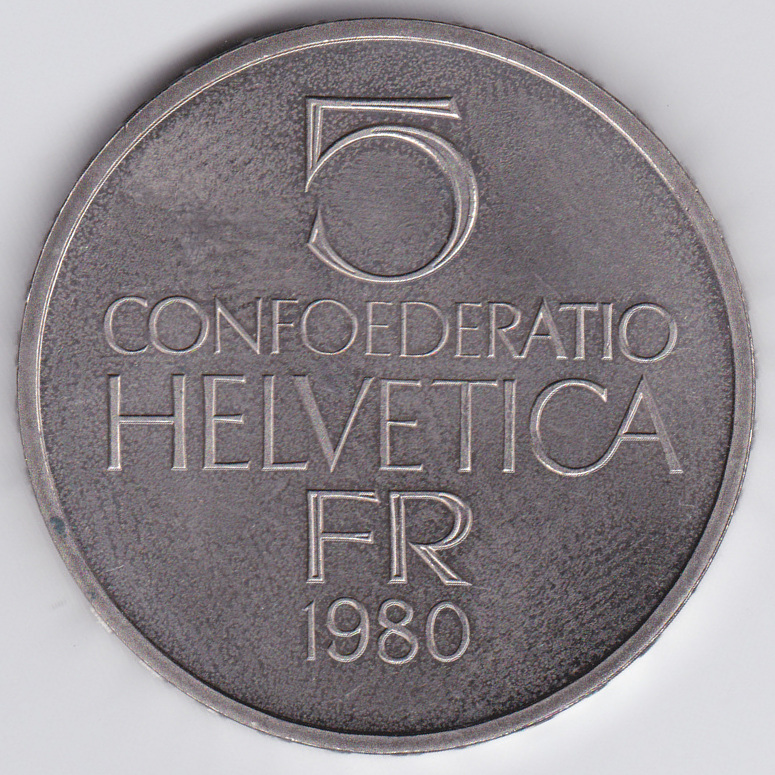 5
CONFOEDERATIO
HELVETICA
FR
1980